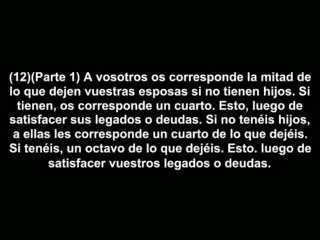 (12)(Parte 1) A vosotros os corresponde la mitad de
lo que dejen vuestras esposas si no tienen hijos. Si
tienen, os corresponde un cuarto. Esto, luego de
satisfacer sus legados o deudas. Si no tenéis hijos,
a ellas les corresponde un cuarto de lo que dejéis.
Si tenéis, un octavo de lo que dejéis. Esto. luego de
satisfacer vuestros legados o deudas.